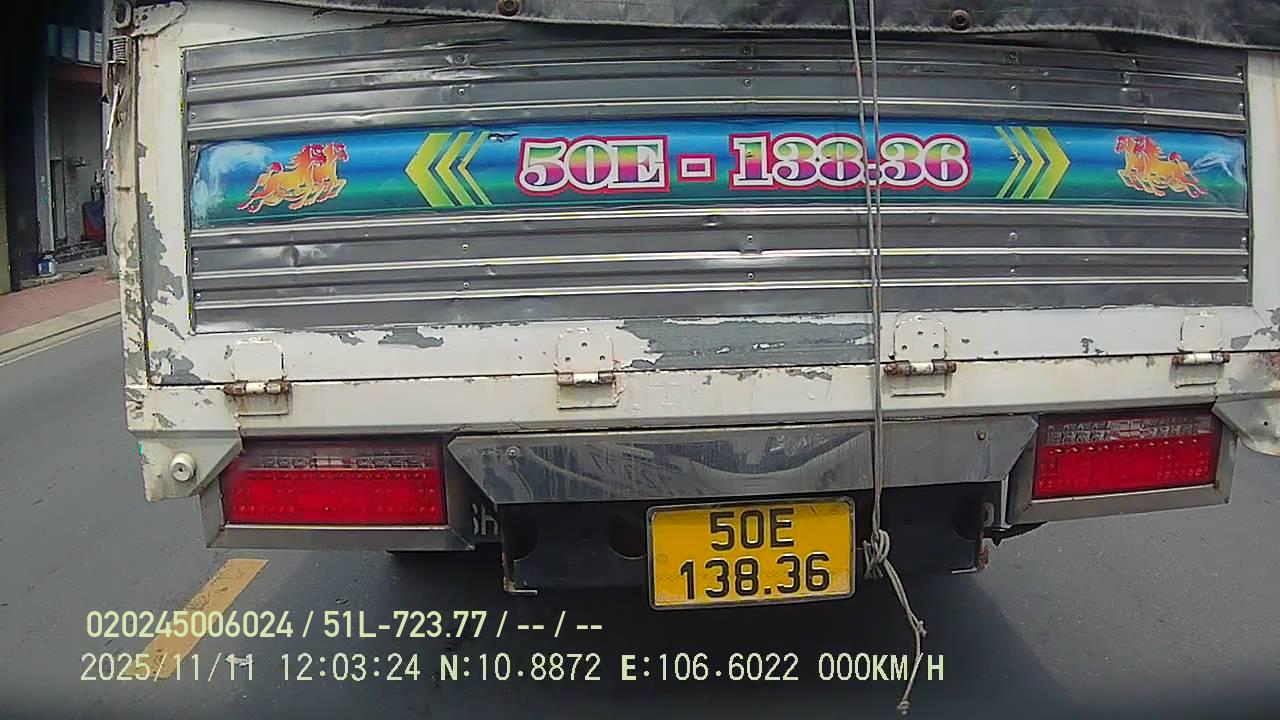 50E - 138.36
50E
138.36
020245006024 / 51L-723.77 / -- / --
2025/11/11 12:03:24 N:10.8872 E:106.6022 000KM/H